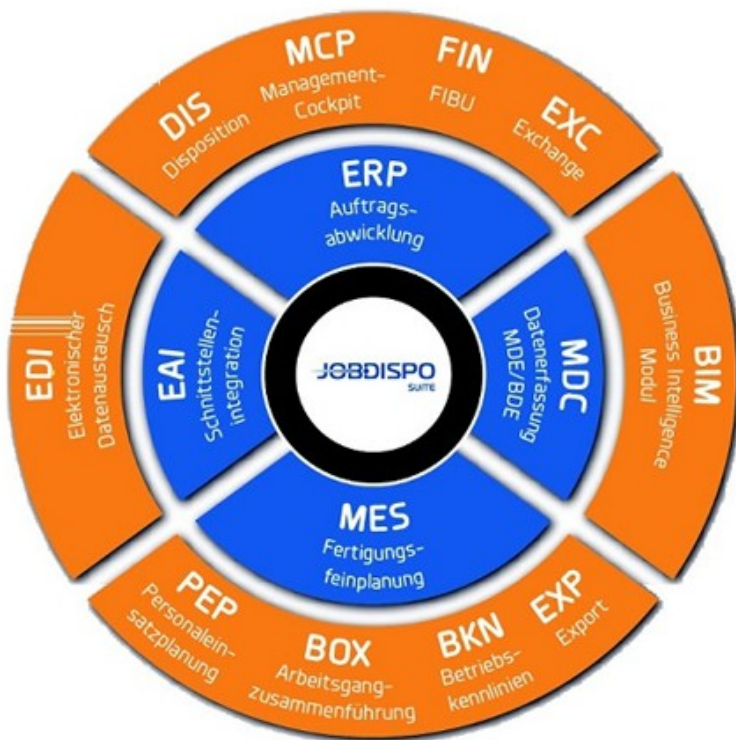 MCP
Management-
Cockpit
FIN
FIBU
DIS
Disposition
EXC
Exchange
ERP
Auftrags-
abwicklung
EDI
Elektronischer
Datenaustausch
EAI
Schnittstellen-
integration
JOBDISPO
SUITE
MDC
Datenerfassung
MDE/BDE
BIM
Business Intelligence
Modul
MES
Fertigungs-
feinplanung
PEP
Personalein-
satzplanung
BOX
Arbeitsgang-
zusammenführung
BKN
Betriebs-
kennlinien
EXP
Export